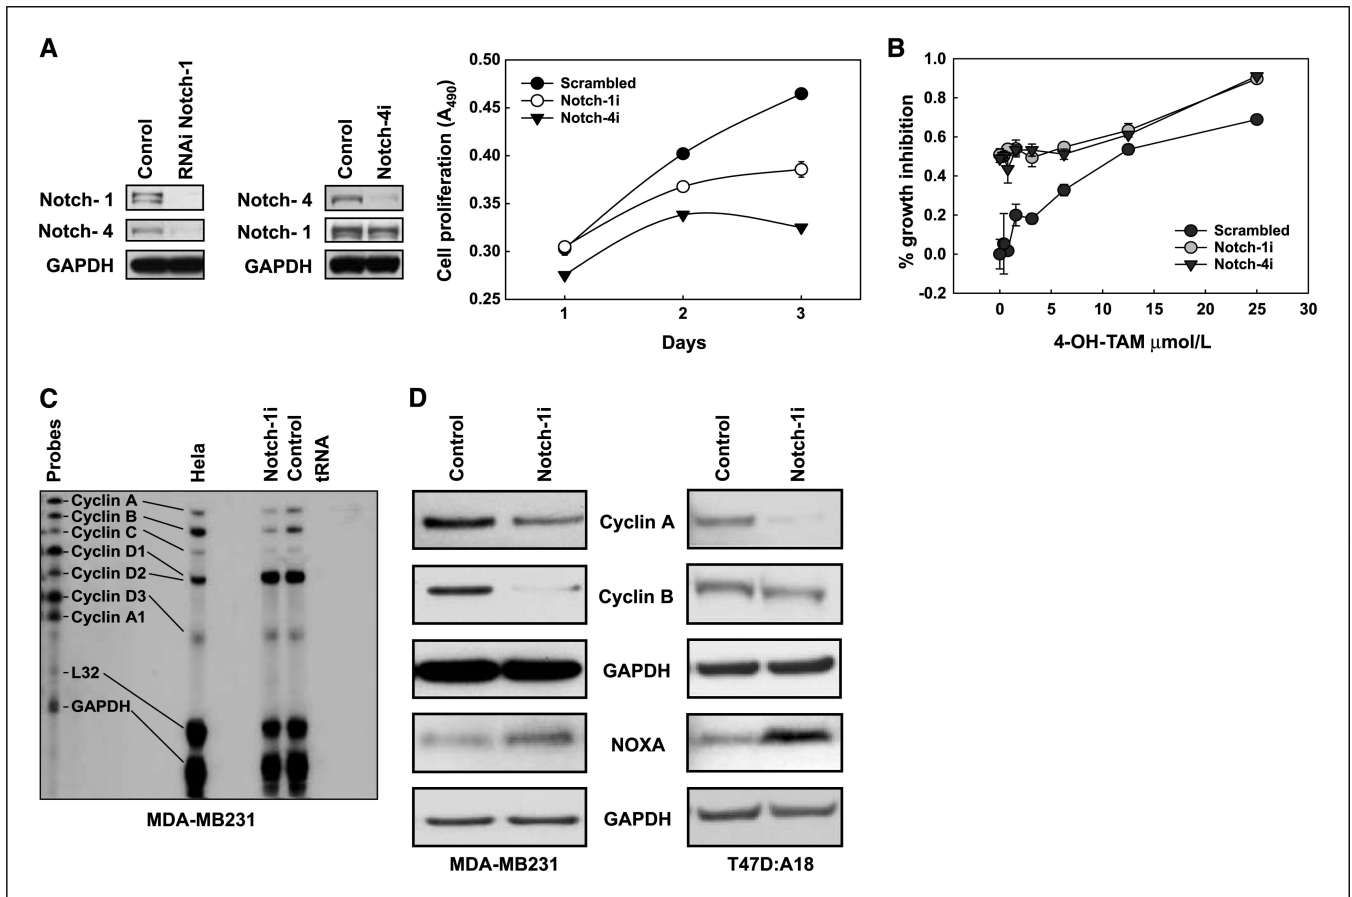 A
Conrol
RNAi Notch-1
Notch- 1
Notch- 4
GAPDH
Conrol
Notch-4i
Notch- 4
Notch- 1
GAPDH
Cell proliferation (A490)
0.50
0.45
0.40
0.35
0.30
0.25
Scrambled
Notch-1i
Notch-4i
1 2 3
Days
B
% growth inhibition
1.0
0.8
0.6
0.4
0.2
0.0
-0.2
Scrambled
Notch-1i
Notch-4i
0 5 10 15 20 25 30
4-OH-TAM μmol/L
C
Probes
Hela
Notch-1i
Control
tRNA
Cyclin A
Cyclin B
Cyclin C
Cyclin D1
Cyclin D2
Cyclin D3
Cyclin A1
L32
GAPDH
MDA-MB231
D
Control
Notch-1i
Control
Notch-1i
Cyclin A
Cyclin B
GAPDH
NOXA
GAPDH
MDA-MB231
T47D:A18